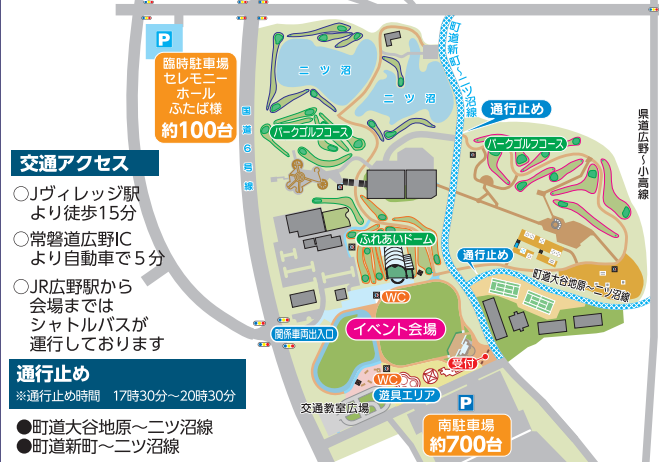 P
臨時駐車場
セレモニー
ホール
ふたば様
約100台
交通アクセス
○Jヴィレッジ駅
より徒歩15分
○常磐道広野IC
より自動車で5分
○JR広野駅から
会場までは
シャトルバスが
運行しております
通行止め
※通行止め時間 17時30分～20時30分
●町道大谷地原～二ツ沼線
●町道新町～二ツ沼線
国道6号線
二ツ沼
二ツ沼
町道新町～二ツ沼線
通行止め
パークゴルフコース
パークゴルフコース
県道広野～小高線
ふれあいドーム
通行止め
町道大谷地原～二ツ沼線
WC
関係車両出入口
イベント会場
受付
WC
遊具エリア
交通教室広場
P
南駐車場
約700台